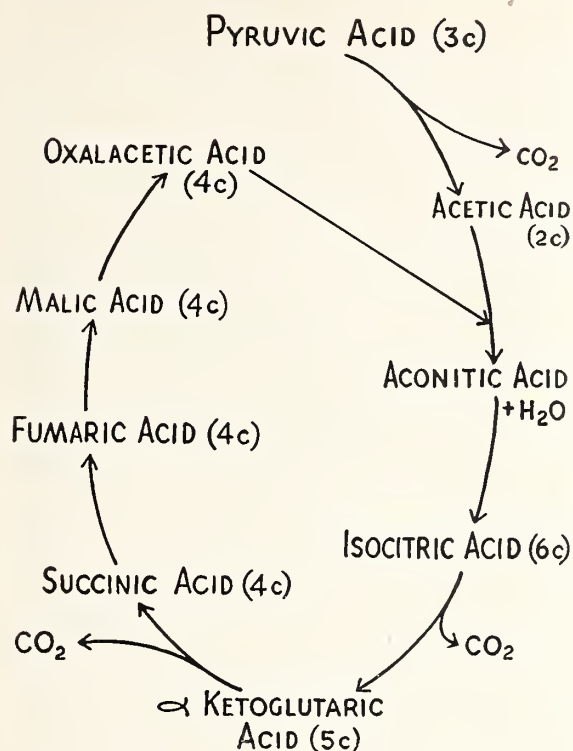 PYRUVIC ACID (3c)
CO2
OXALACETIC ACID
(4c)
ACETIC ACID
(2c)
MALIC ACID (4c)
ACONITIC ACID
+H2O
FUMARIC ACID (4c)
ISOCITRIC ACID (6c)
SUCCINIC ACID (4c)
CO2
CO2
α KETOGLUTARIC
ACID (5c)